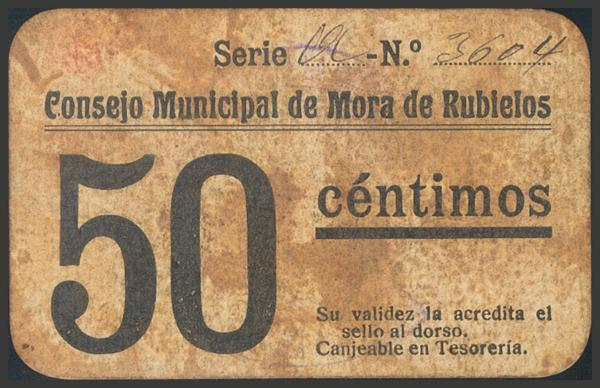 Serie -N.º 3604
Consejo Municipal de Mora de Rubielos
50 céntimos
Su validez la acredita el
sello al dorso.
Canjeable en Tesorería.